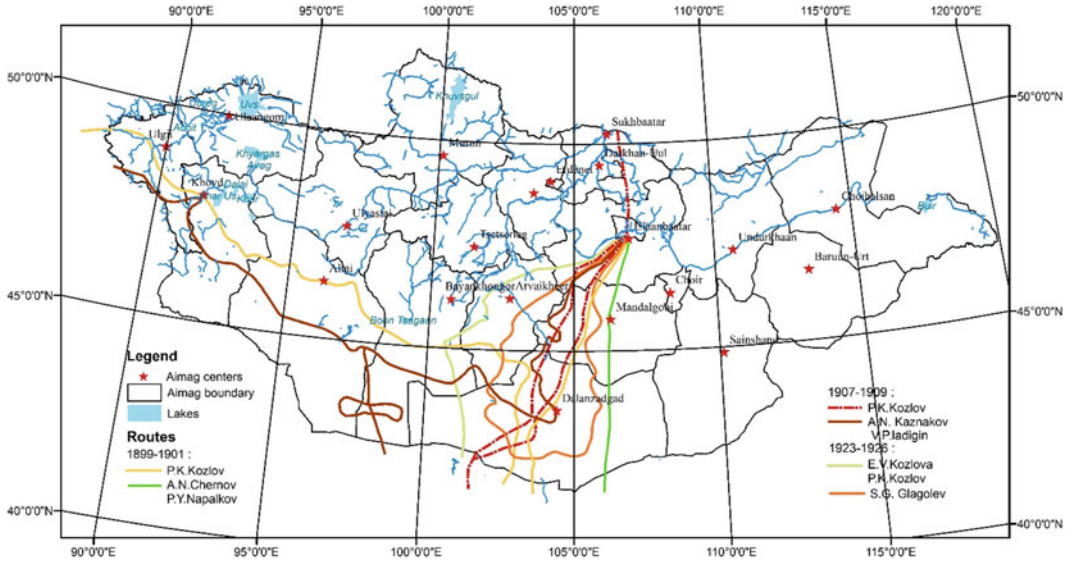 90°0'0"E 95°0'0"E 100°0'0"E 105°0'0"E 110°0'0"E 115°0'0"E 120°0'0"E
50°0'0"N
50°0'0"N
Khuvsgul
Uvs
Ulaangom
Sukhbaatar
Ulgii
Murun
Darkhan-Uul
Khyargas
Airag
Erdenet
Khovd
Dalai
Choibalsan
Buir
Uliastai
Ulaanbaatar
Tsetserleg
Undurkhaan
Baruun-Urt
Altai
Bayankhongor
Arvaikheer
Choir
45°0'0"N
45°0'0"N
Boon Tsagaan
Mandalgobi
Sainshand
Dalanzadgad
Legend
Aimag centers
Aimag boundary
Lakes
Routes
1899-1901 :
P.K.Kozlov
A.N.Chernov
P.Y.Napalkov
1907-1909 :
P.K.Kozlov
A.N. Kaznakov
V.P.ladigin
1923-1926 :
E.V.Kozlova
P.K.Kozlov
S.G. Glagolev
40°0'0"N
40°0'0"N
90°0'0"E 95°0'0"E 100°0'0"E 105°0'0"E 110°0'0"E 115°0'0"E